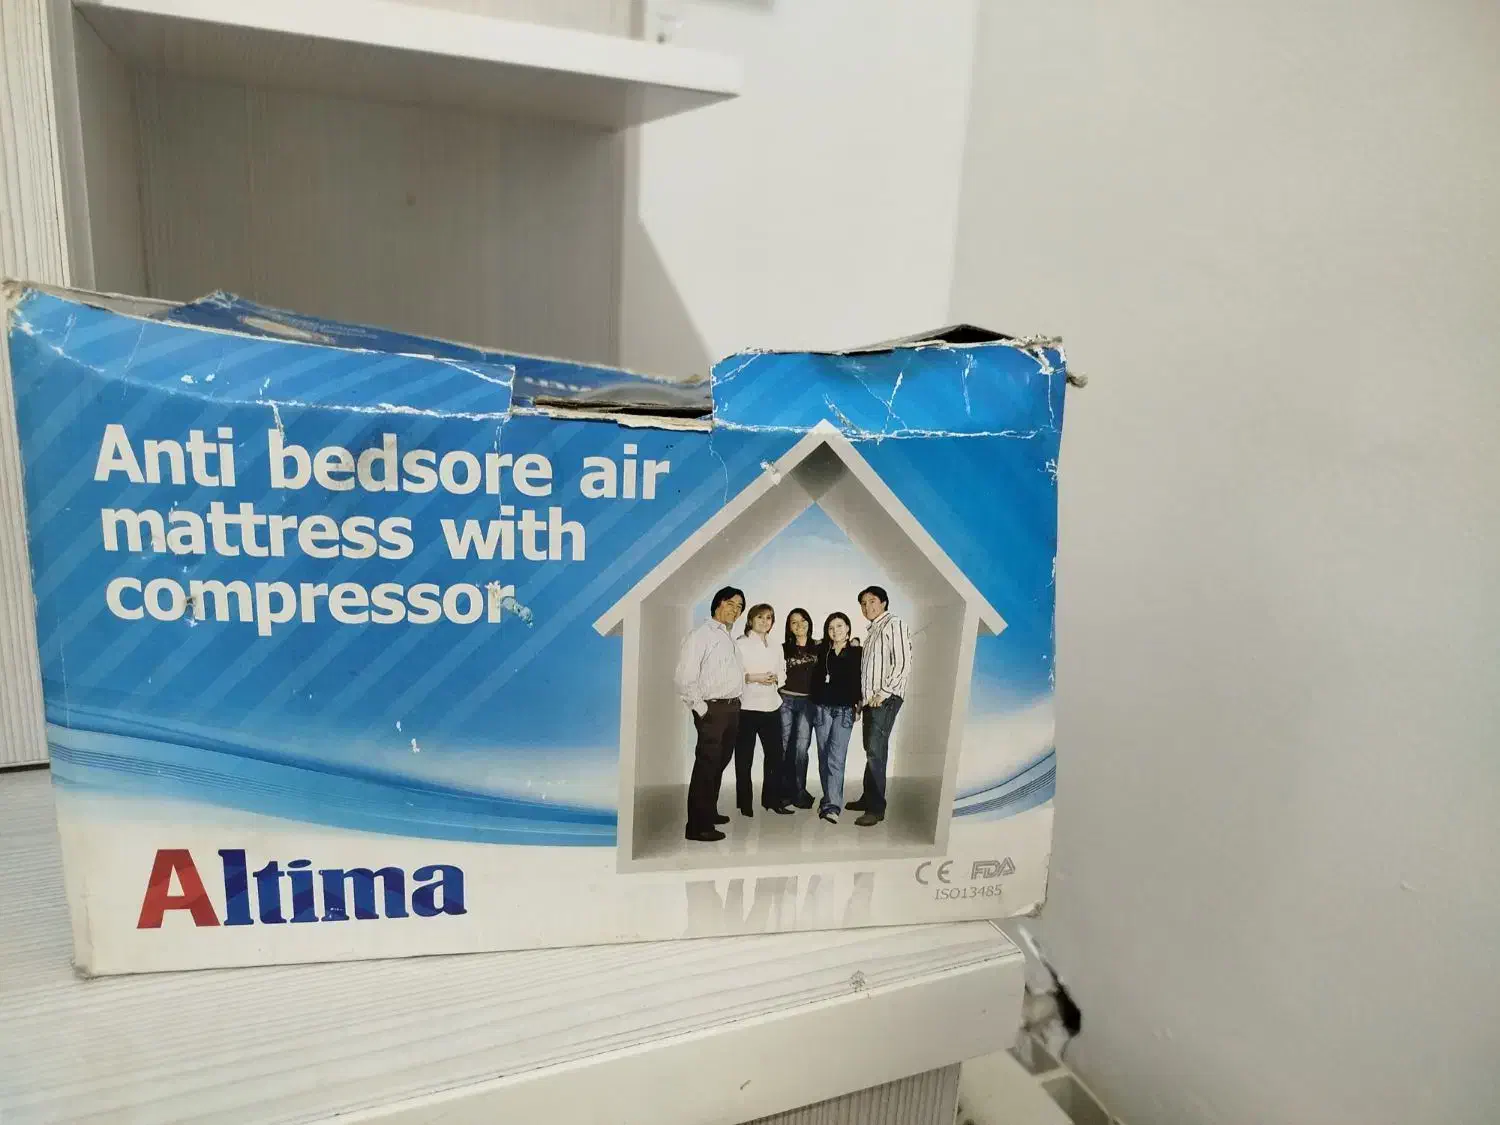 Anti bedsore air
mattress with
compressor
Altima
CE FDA
ISO13485